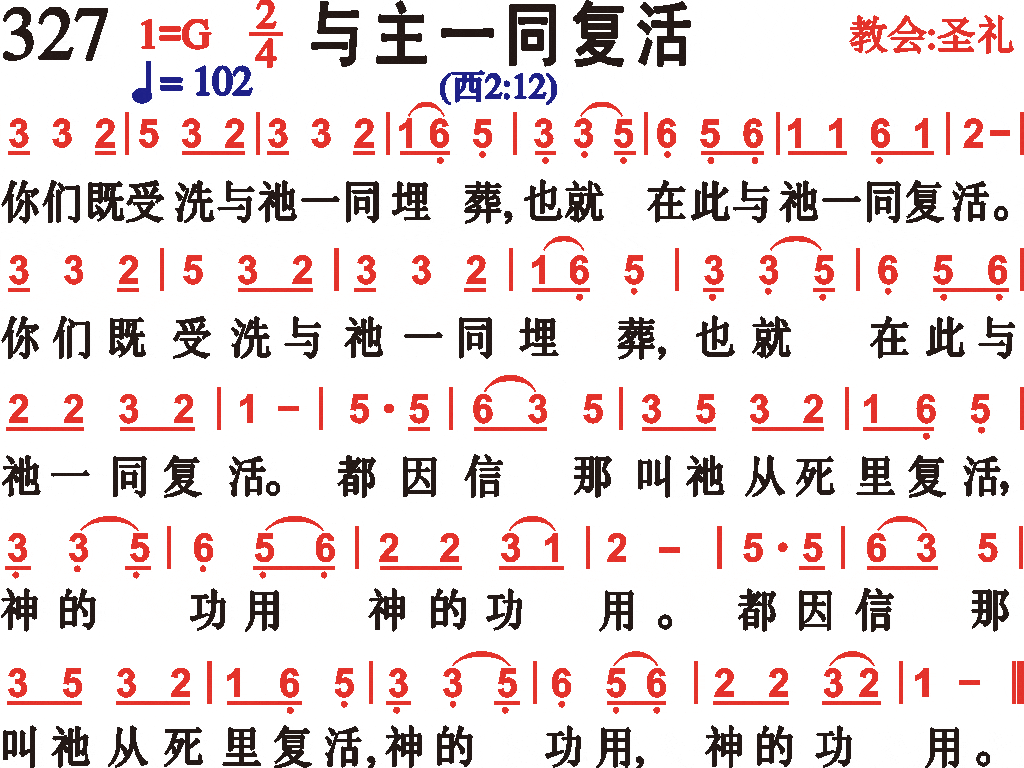 327 1=G 2/4 与主一同复活 教会:圣礼
♩= 102 (西2:12)
3 3 2 | 5 3 2 | 3 3 2 | 1 6 5 | 3 3 5 | 6 5 6 | 1 1 6 1 | 2 – |
你们既受洗与祂一同埋 葬,也就 在此与祂一同复活。
3 3 2 | 5 3 2 | 3 3 2 | 1 6 5 | 3 3 5 | 6 5 6 |
你们既 受洗与 祂一同埋 葬,也就 在此与
2 2 3 2 | 1 – | 5 · 5 | 6 3 5 | 3 5 3 2 | 1 6 5 |
祂一同复 活。 都因信 那叫祂从死里复活,
3 3 5 | 6 5 6 | 2 2 3 1 | 2 – | 5 · 5 | 6 3 5 |
神的 功用 神的功 用。 都因信 那
3 5 3 2 | 1 6 5 | 3 3 5 | 6 5 6 | 2 2 3 2 | 1 – ‖
叫祂从死里复活,神的 功用, 神的功 用。